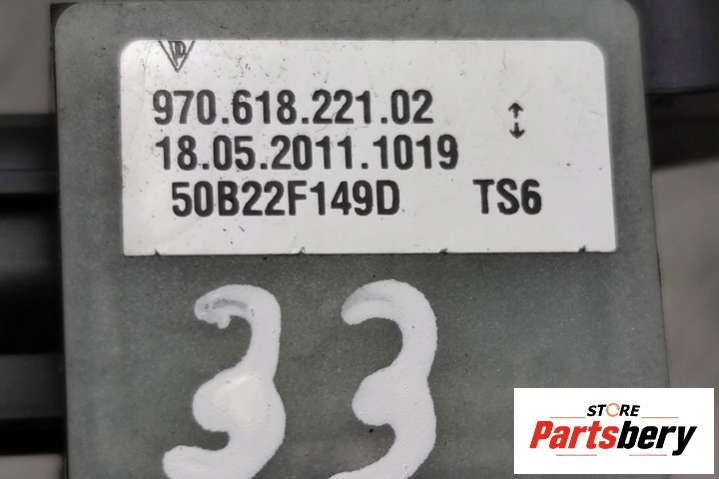 970.618.221.02
18.05.2011.1019
50B22F149D TS6
33
STORE
Partsbery